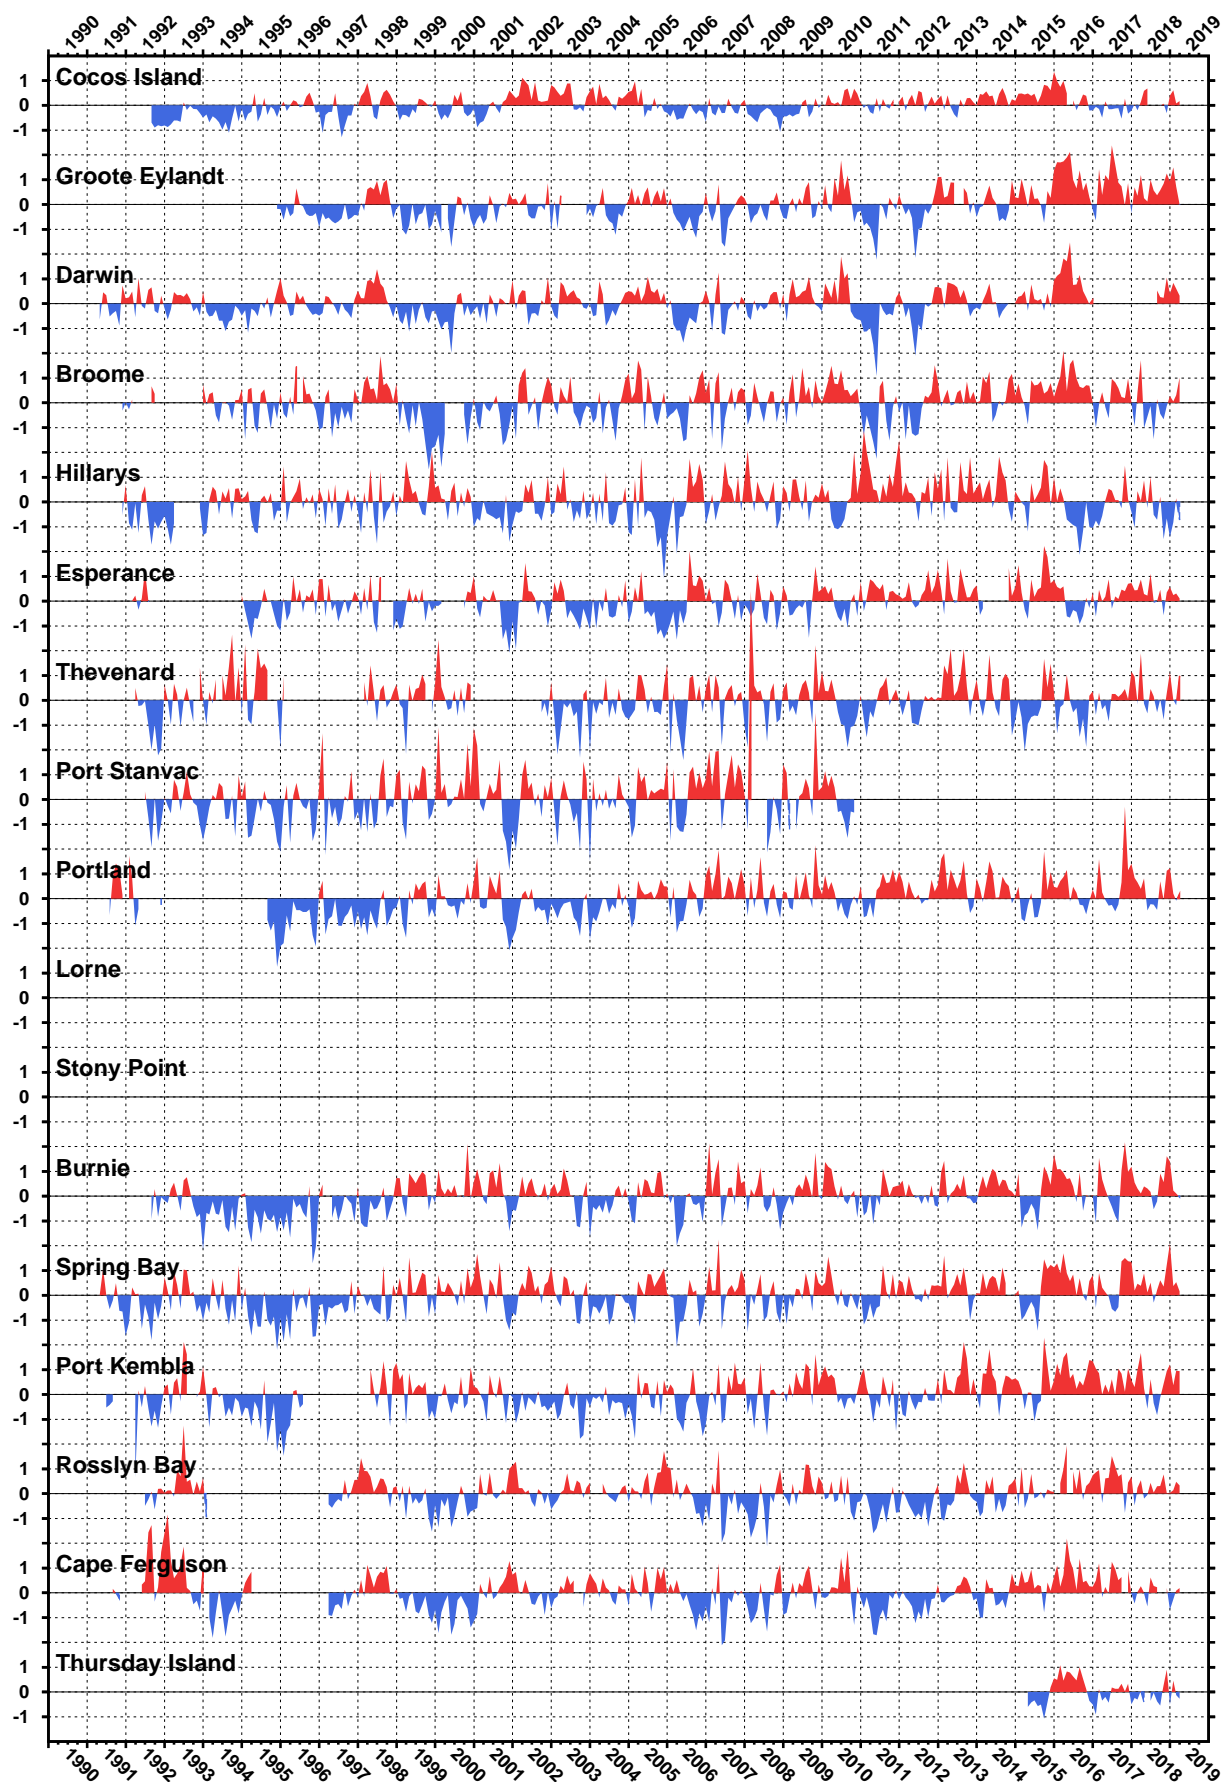 1990 1991 1992 1993 1994 1995 1996 1997 1998 1999 2000 2001 2002 2003 2004 2005 2006 2007 2008 2009 2010 2011 2012 2013 2014 2015 2016 2017 2018 2019
Cocos Island
1
0
-1
Groote Eylandt
1
0
-1
Darwin
1
0
-1
Broome
1
0
-1
Hillarys
1
0
-1
Esperance
1
0
-1
Thevenard
1
0
-1
Port Stanvac
1
0
-1
Portland
1
0
-1
Lorne
1
0
-1
Stony Point
1
0
-1
Burnie
1
0
-1
Spring Bay
1
0
-1
Port Kembla
1
0
-1
Rosslyn Bay
1
0
-1
Cape Ferguson
1
0
-1
Thursday Island
1
0
-1
1990 1991 1992 1993 1994 1995 1996 1997 1998 1999 2000 2001 2002 2003 2004 2005 2006 2007 2008 2009 2010 2011 2012 2013 2014 2015 2016 2017 2018 2019